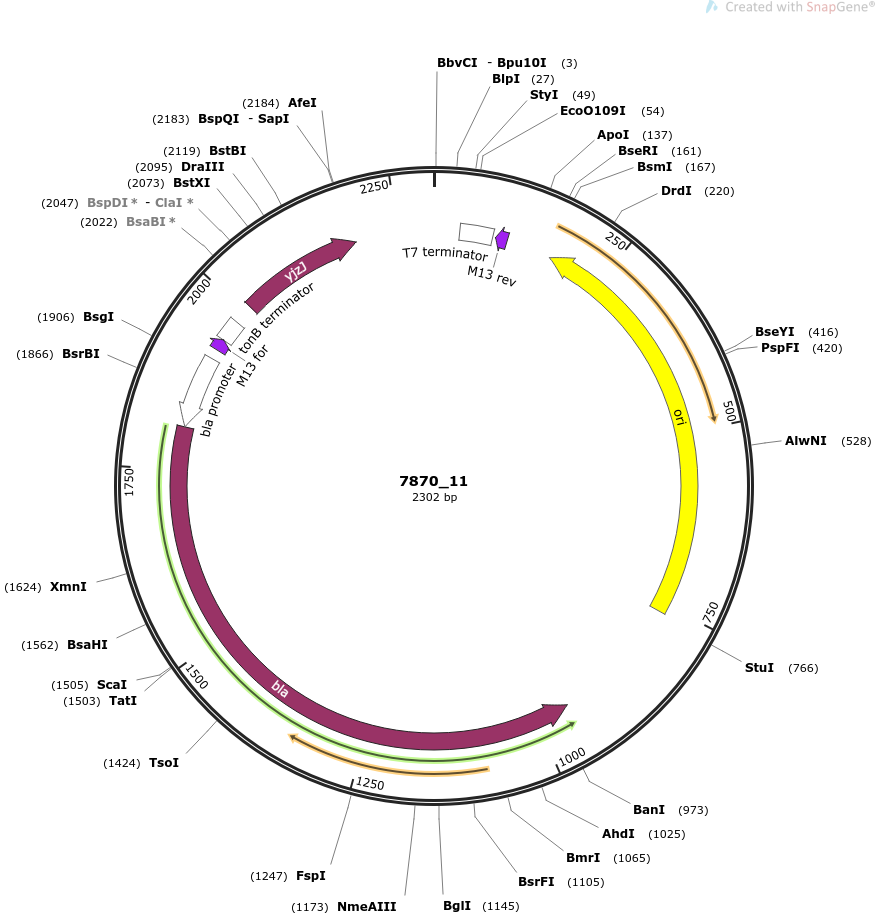 Created with SnapGene®
BbvCI - Bpu10I (3)
BlpI (27)
StyI (49)
EcoO109I (54)
ApoI (137)
BseRI (161)
BsmI (167)
DrdI (220)
BseYI (416)
PspFI (420)
AlwNI (528)
StuI (766)
BanI (973)
AhdI (1025)
BmrI (1065)
BsrFI (1105)
BglI (1145)
(1173) NmeAIII
(1247) FspI
(1424) TsoI
(1503) TatI
(1505) ScaI
(1562) BsaHI
(1624) XmnI
(1866) BsrBI
(1906) BsgI
(2022) BsaBI *
(2047) BspDI * - ClaI *
(2073) BstXI
(2095) DraIII
(2119) BstBI
(2183) BspQI - SapI
(2184) AfeI
250
500
750
1000
1250
1500
1750
2000
2250
T7 terminator
M13 rev
ori
bla
bla promoter
M13 for
tonB terminator
yjzJ
7870_11
2302 bp